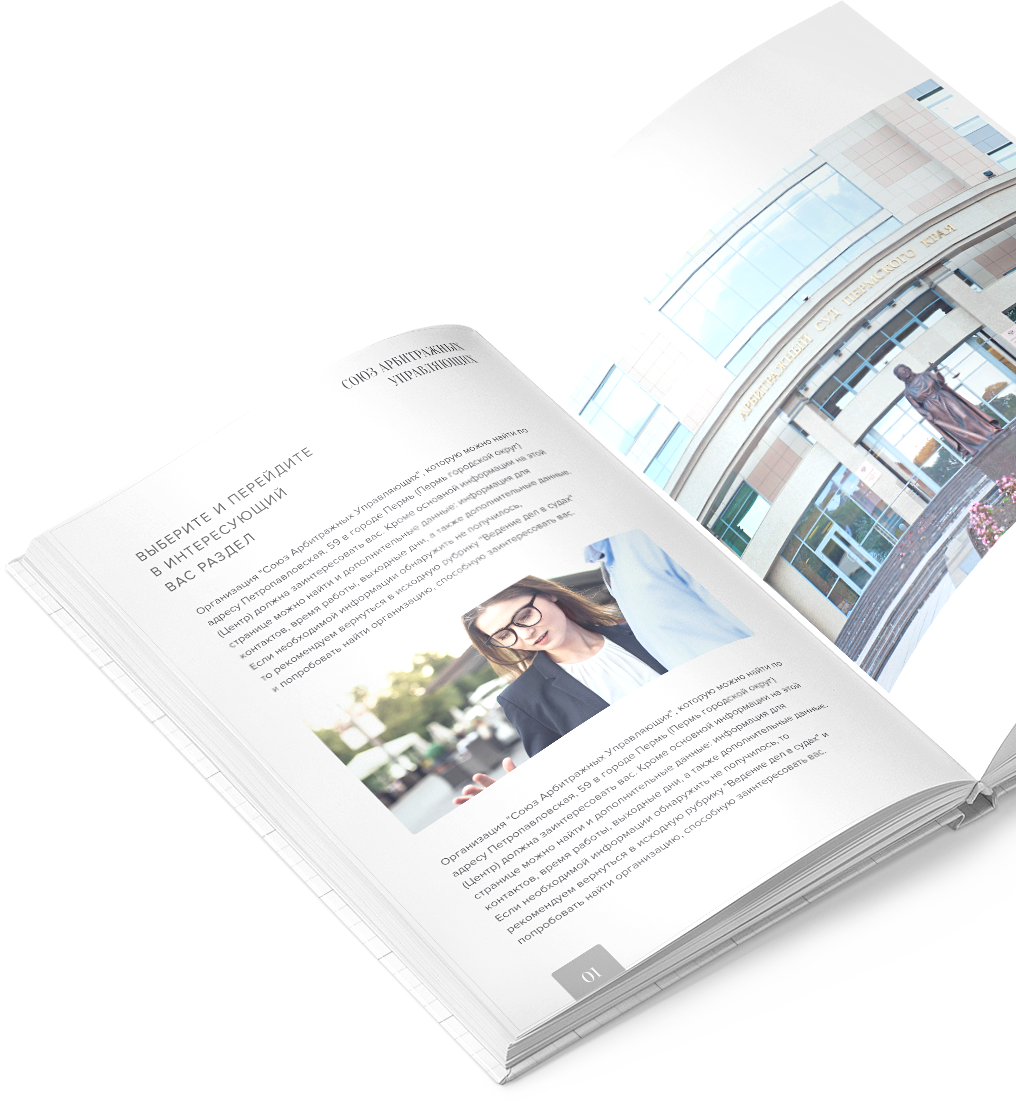 СОЮЗ АРБИТРАЖНЫХ
УПРАВЛЯЮЩИХ
ВЫБЕРИТЕ И ПЕРЕЙДИТЕ
В ИНТЕРЕСУЮЩИЙ
ВАС РАЗДЕЛ
Организация "Союз Арбитражных Управляющих", которую можно найти по
адресу Петропавловская, 59 в городе Пермь (Пермь городской округ)
(Центр) должна заинтересовать вас. Кроме основной информации на этой
странице можно найти и дополнительные данные: информация для
контактов, время работы, выходные дни, а также дополнительные данные.
Если необходимой информации обнаружить не получилось,
то рекомендуем вернуться в исходную рубрику "Ведение дел в судах"
и попробовать найти организацию, способную заинтересовать вас.
Организация "Союз Арбитражных Управляющих", которую можно найти по
адресу Петропавловская, 59 в городе Пермь (Пермь городской округ)
(Центр) должна заинтересовать вас. Кроме основной информации на этой
странице можно найти и дополнительные данные: информация для
контактов, время работы, выходные дни, а также дополнительные данные.
Если необходимой информации обнаружить не получилось, то
рекомендуем вернуться в исходную рубрику "Ведение дел в судах" и
попробовать найти организацию, способную заинтересовать вас.
01
АРБИТРАЖНЫЙ СУД ПЕРМСКОГО КРАЯ